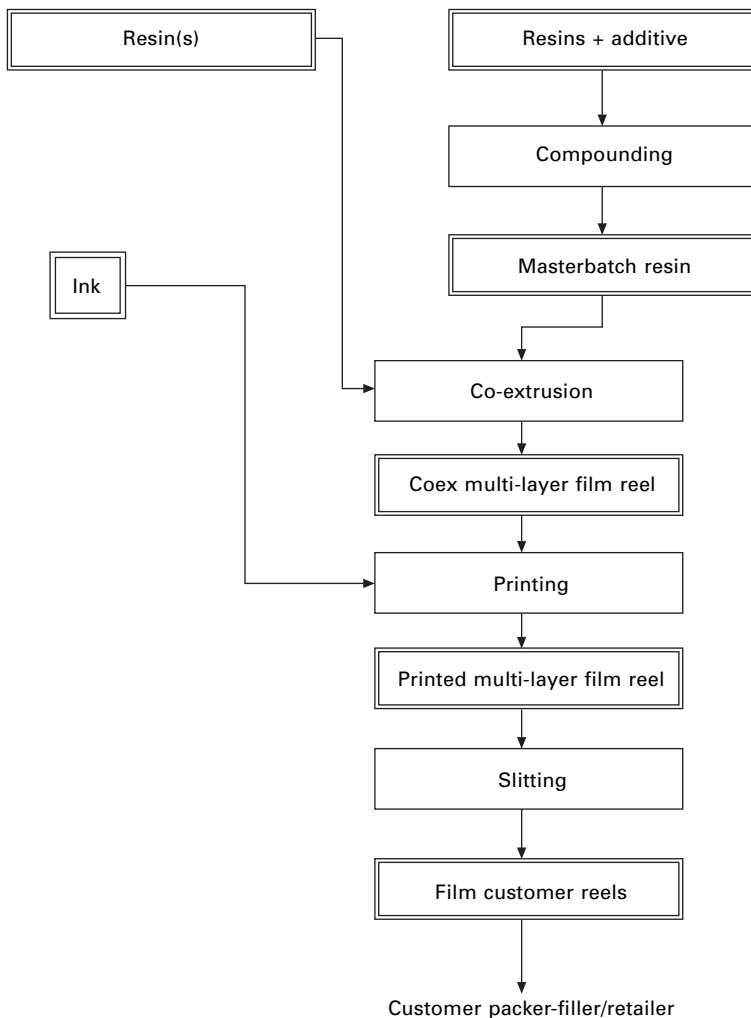 Resin(s)
Resins + additive
Compounding
Masterbatch resin
Ink
Co-extrusion
Coex multi-layer film reel
Printing
Printed multi-layer film reel
Slitting
Film customer reels
Customer packer-filler/retailer